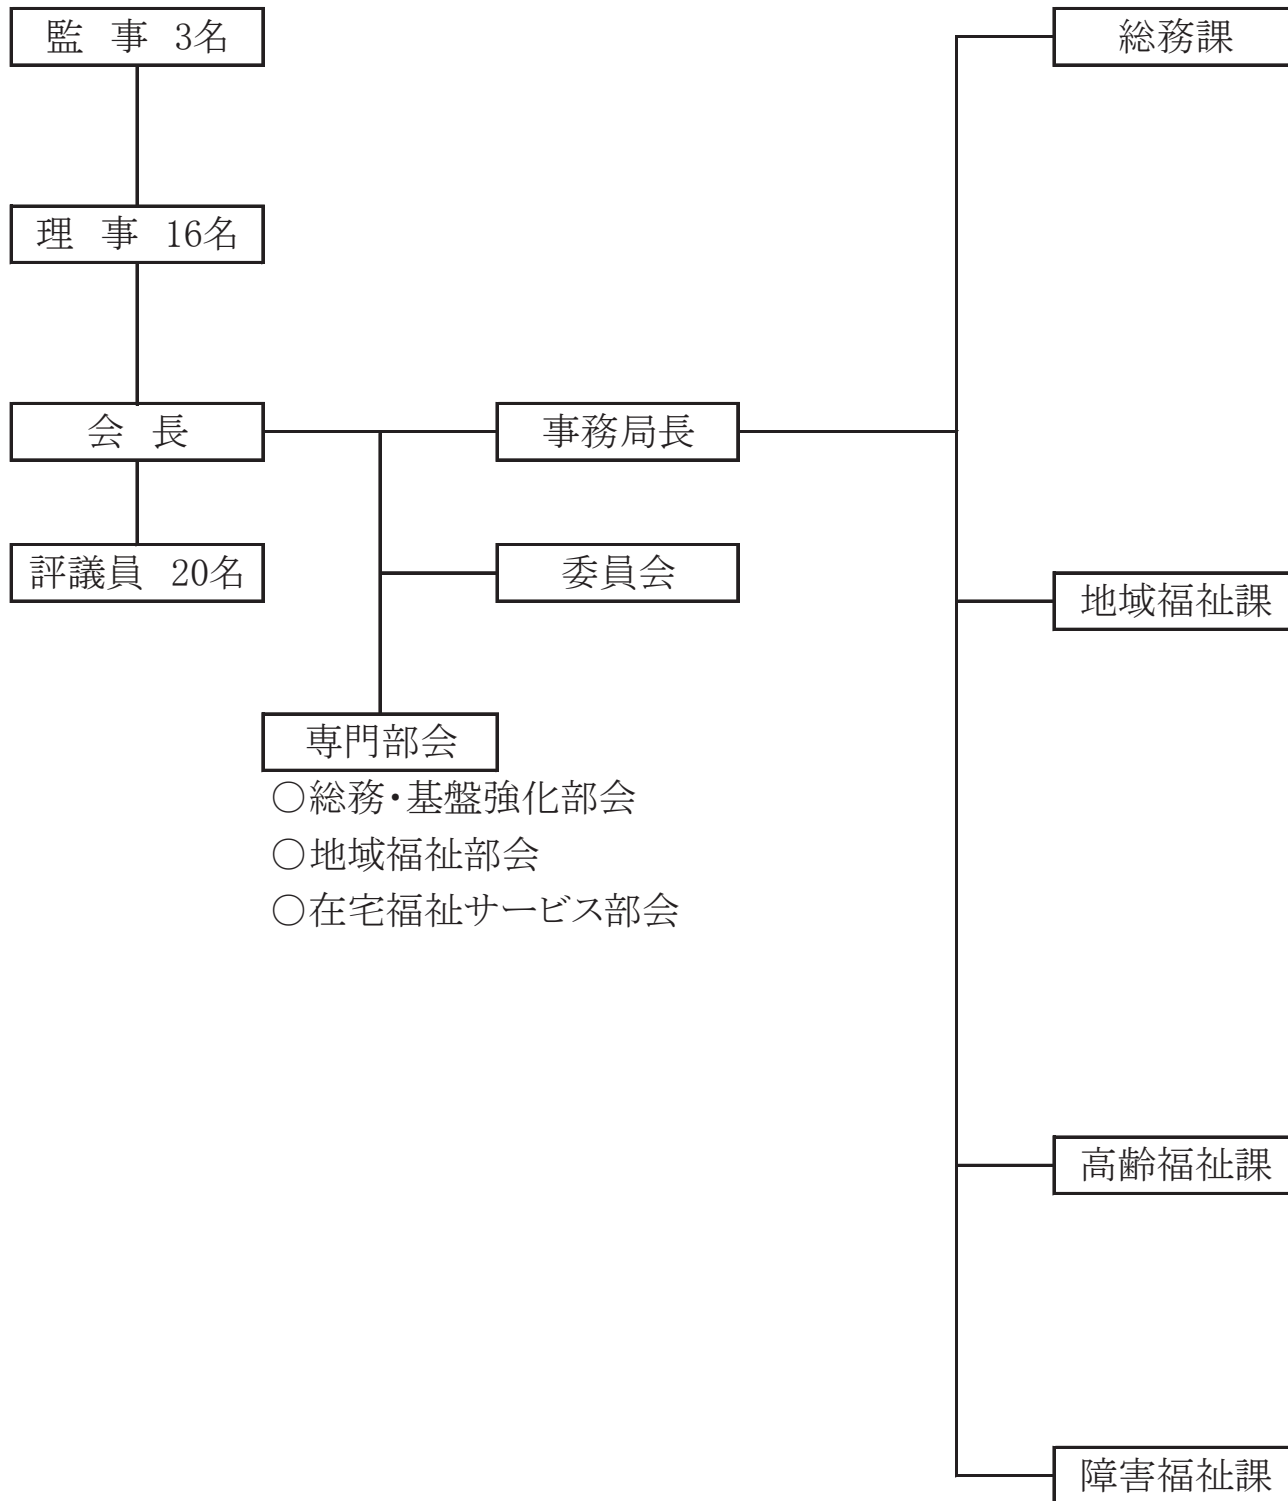 監 事 3名
総務課
理 事 16名
会 長
事務局長
評議員 20名
委員会
地域福祉課
専門部会
○総務・基盤強化部会
○地域福祉部会
○在宅福祉サービス部会
高齢福祉課
障害福祉課